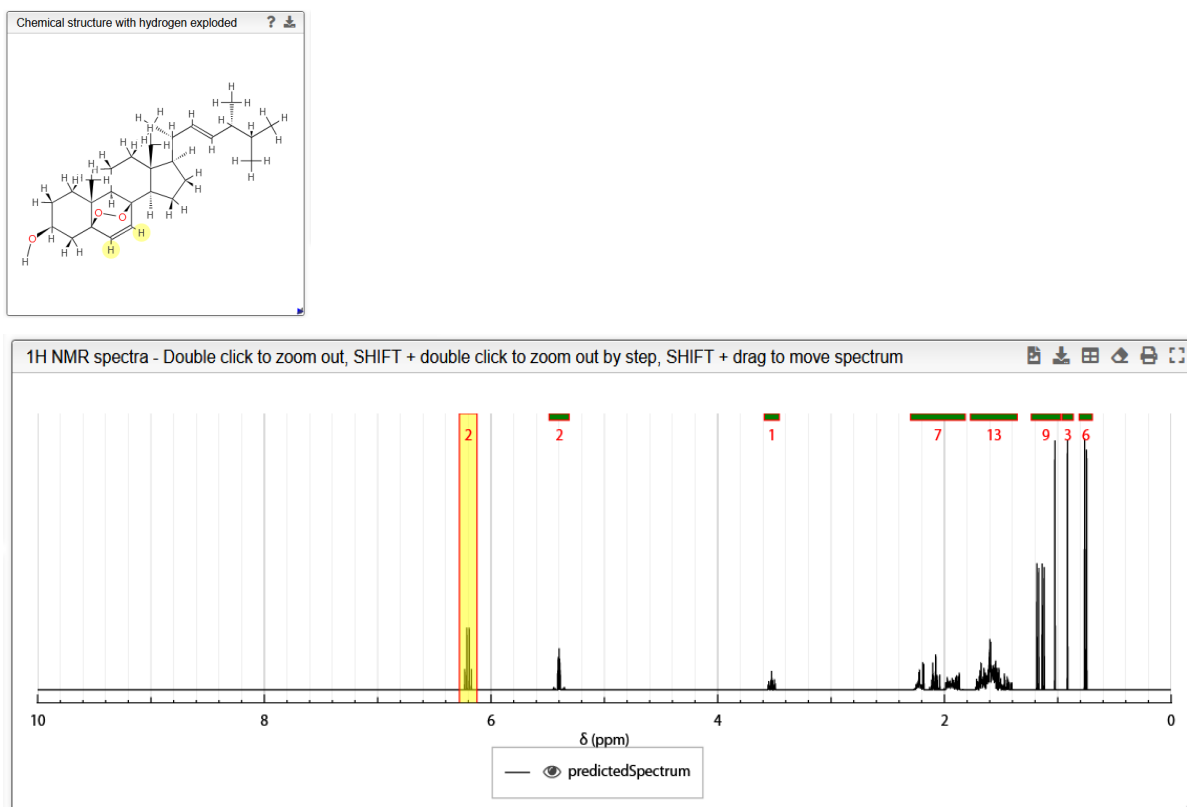 Chemical structure with hydrogen exploded ?
H
H H
H H H H H
H H H H H
H H H H H
H H H H H H
H H H H H
H O O H H H
O H H
H H H H
H
1H NMR spectra - Double click to zoom out, SHIFT + double click to zoom out by step, SHIFT + drag to move spectrum
2 2 1 7 13 9 3 6
10 8 6 4 2 0
δ (ppm)
predictedSpectrum